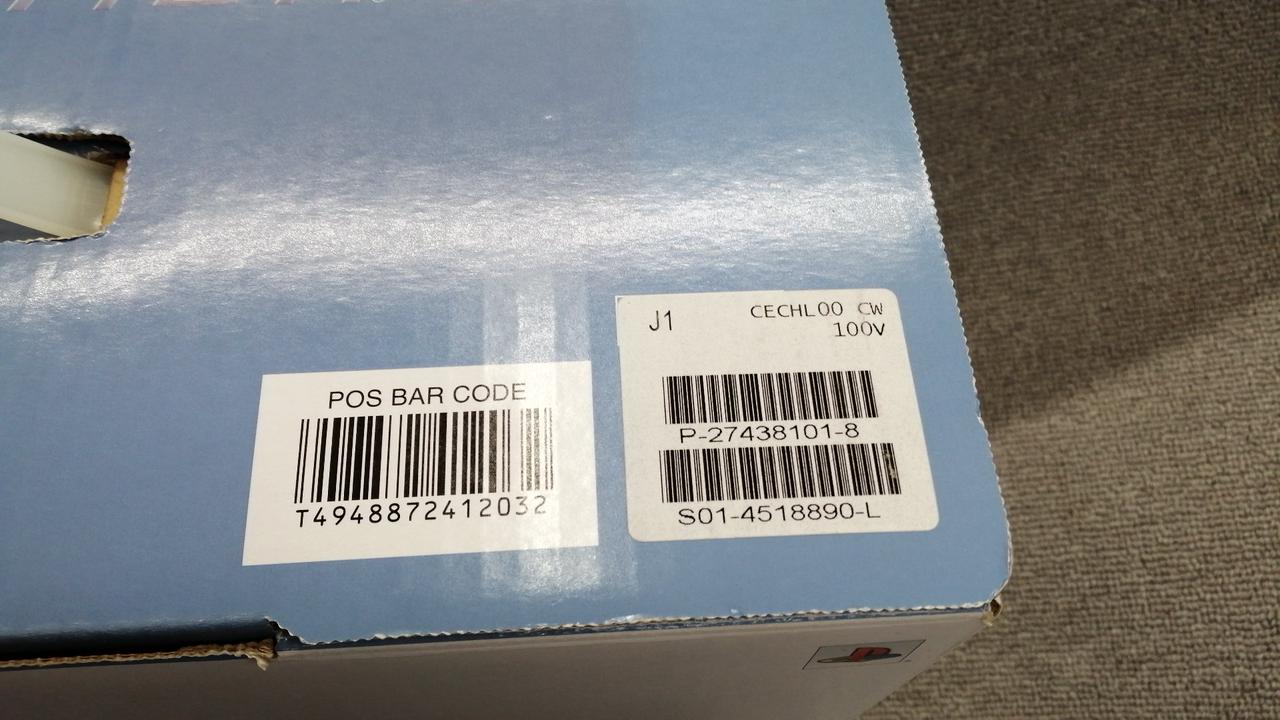 POS BAR CODE
T4948872412032
J1
CECHL00 CW
100V
P-27438101-8
S01-4518890-L